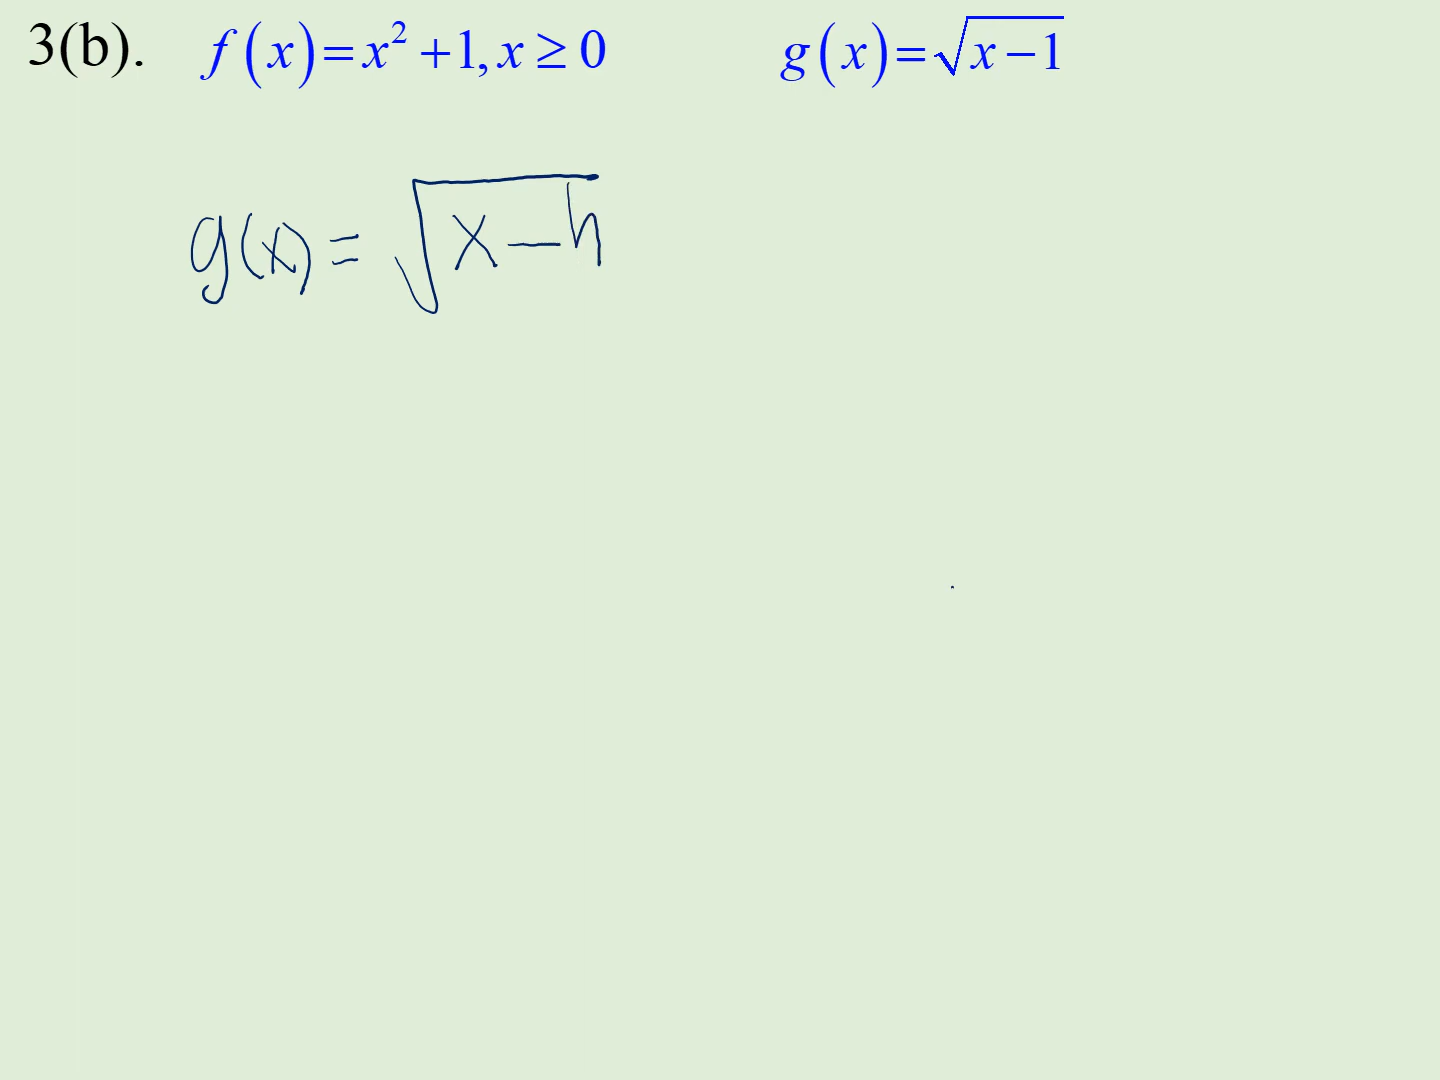 3(b). f(x)=x²+1, x≥0 g(x)=√(x−1)
g(x)=√(x−h